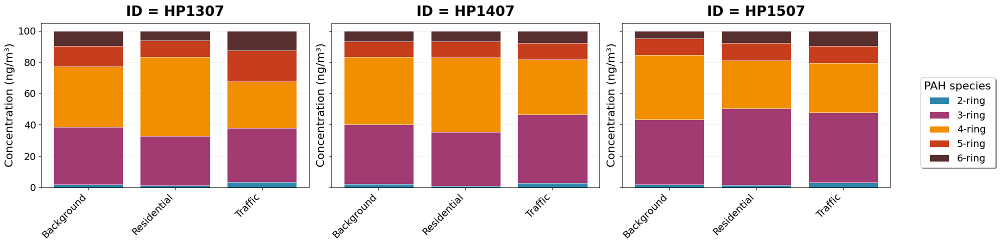 ID = HP1307
ID = HP1407
ID = HP1507
Concentration (ng/m³)
100
80
60
40
20
0
Background
Residential
Traffic
Concentration (ng/m³)
Background
Residential
Traffic
Concentration (ng/m³)
Background
Residential
Traffic
PAH species
2-ring
3-ring
4-ring
5-ring
6-ring